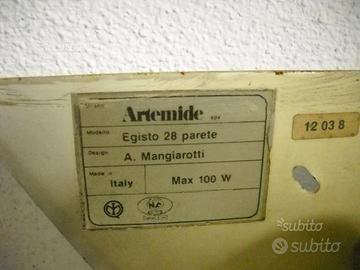 Artemide spa
Modello Egisto 28 parete
Design A. Mangiarotti
Made in Italy Max 100 W
12 03 8
subito
subito